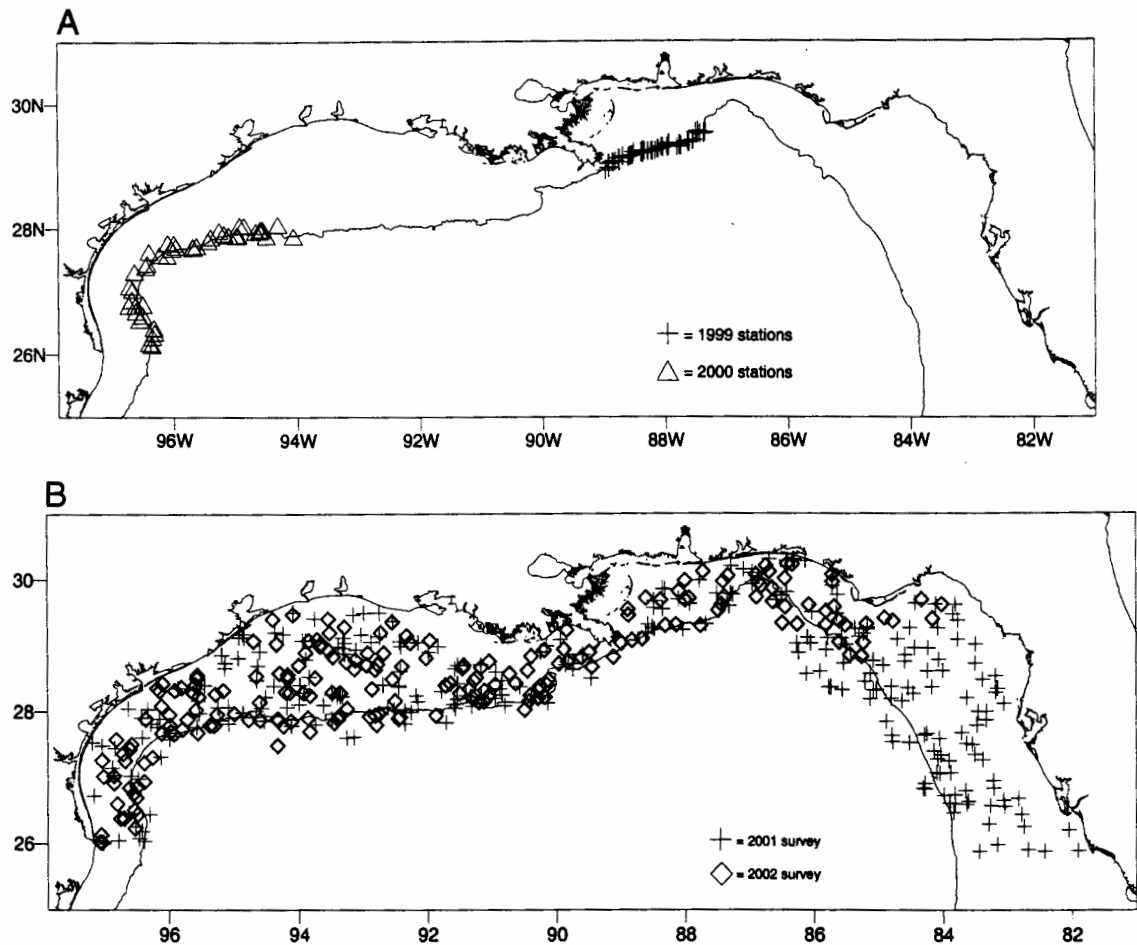 A
30N
28N
26N
+ = 1999 stations
△ = 2000 stations
96W 94W 92W 90W 88W 86W 84W 82W
B
30
28
26
+ = 2001 survey
◇ = 2002 survey
96 94 92 90 88 86 84 82